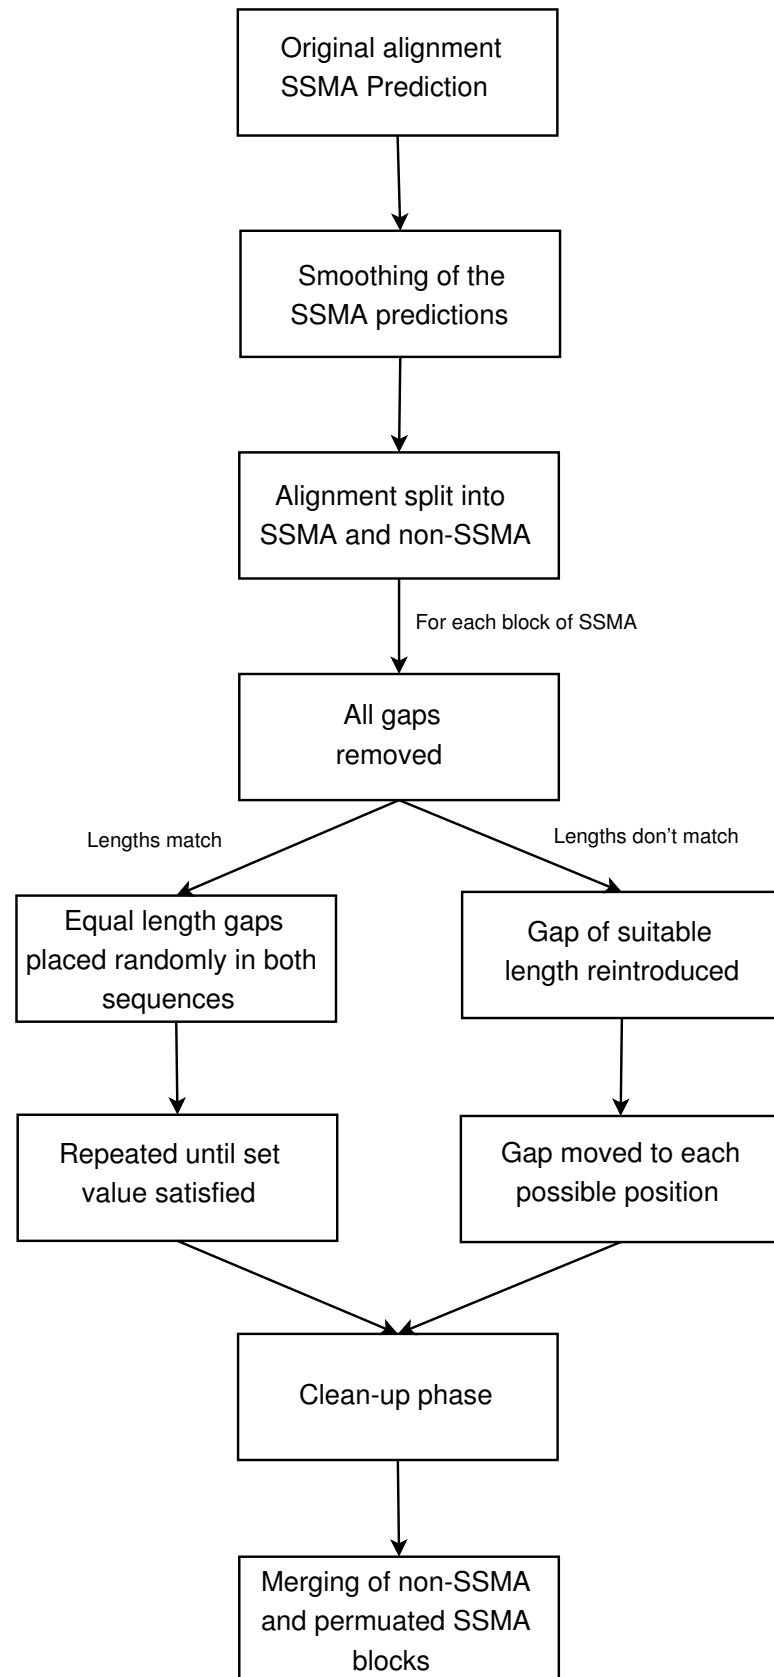 Original alignment
SSMA Prediction
Smoothing of the
SSMA predictions
Alignment split into
SSMA and non-SSMA
For each block of SSMA
All gaps
removed
Lengths match
Lengths don't match
Equal length gaps
placed randomly in both
sequences
Gap of suitable
length reintroduced
Repeated until set
value satisfied
Gap moved to each
possible position
Clean-up phase
Merging of non-SSMA
and permuated SSMA
blocks